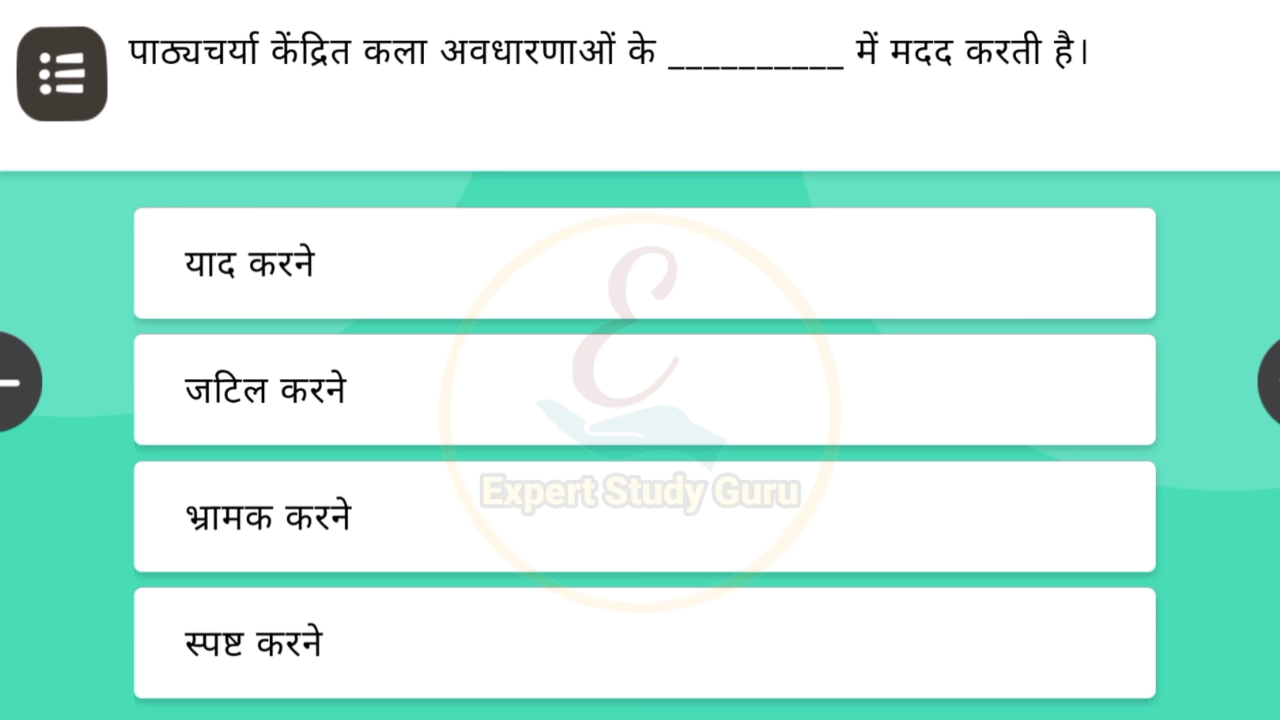 पाठ्यचर्या केंद्रित कला अवधारणाओं के __________ में मदद करती है।
याद करने
जटिल करने
भ्रामक करने
Expert Study Guru
स्पष्ट करने